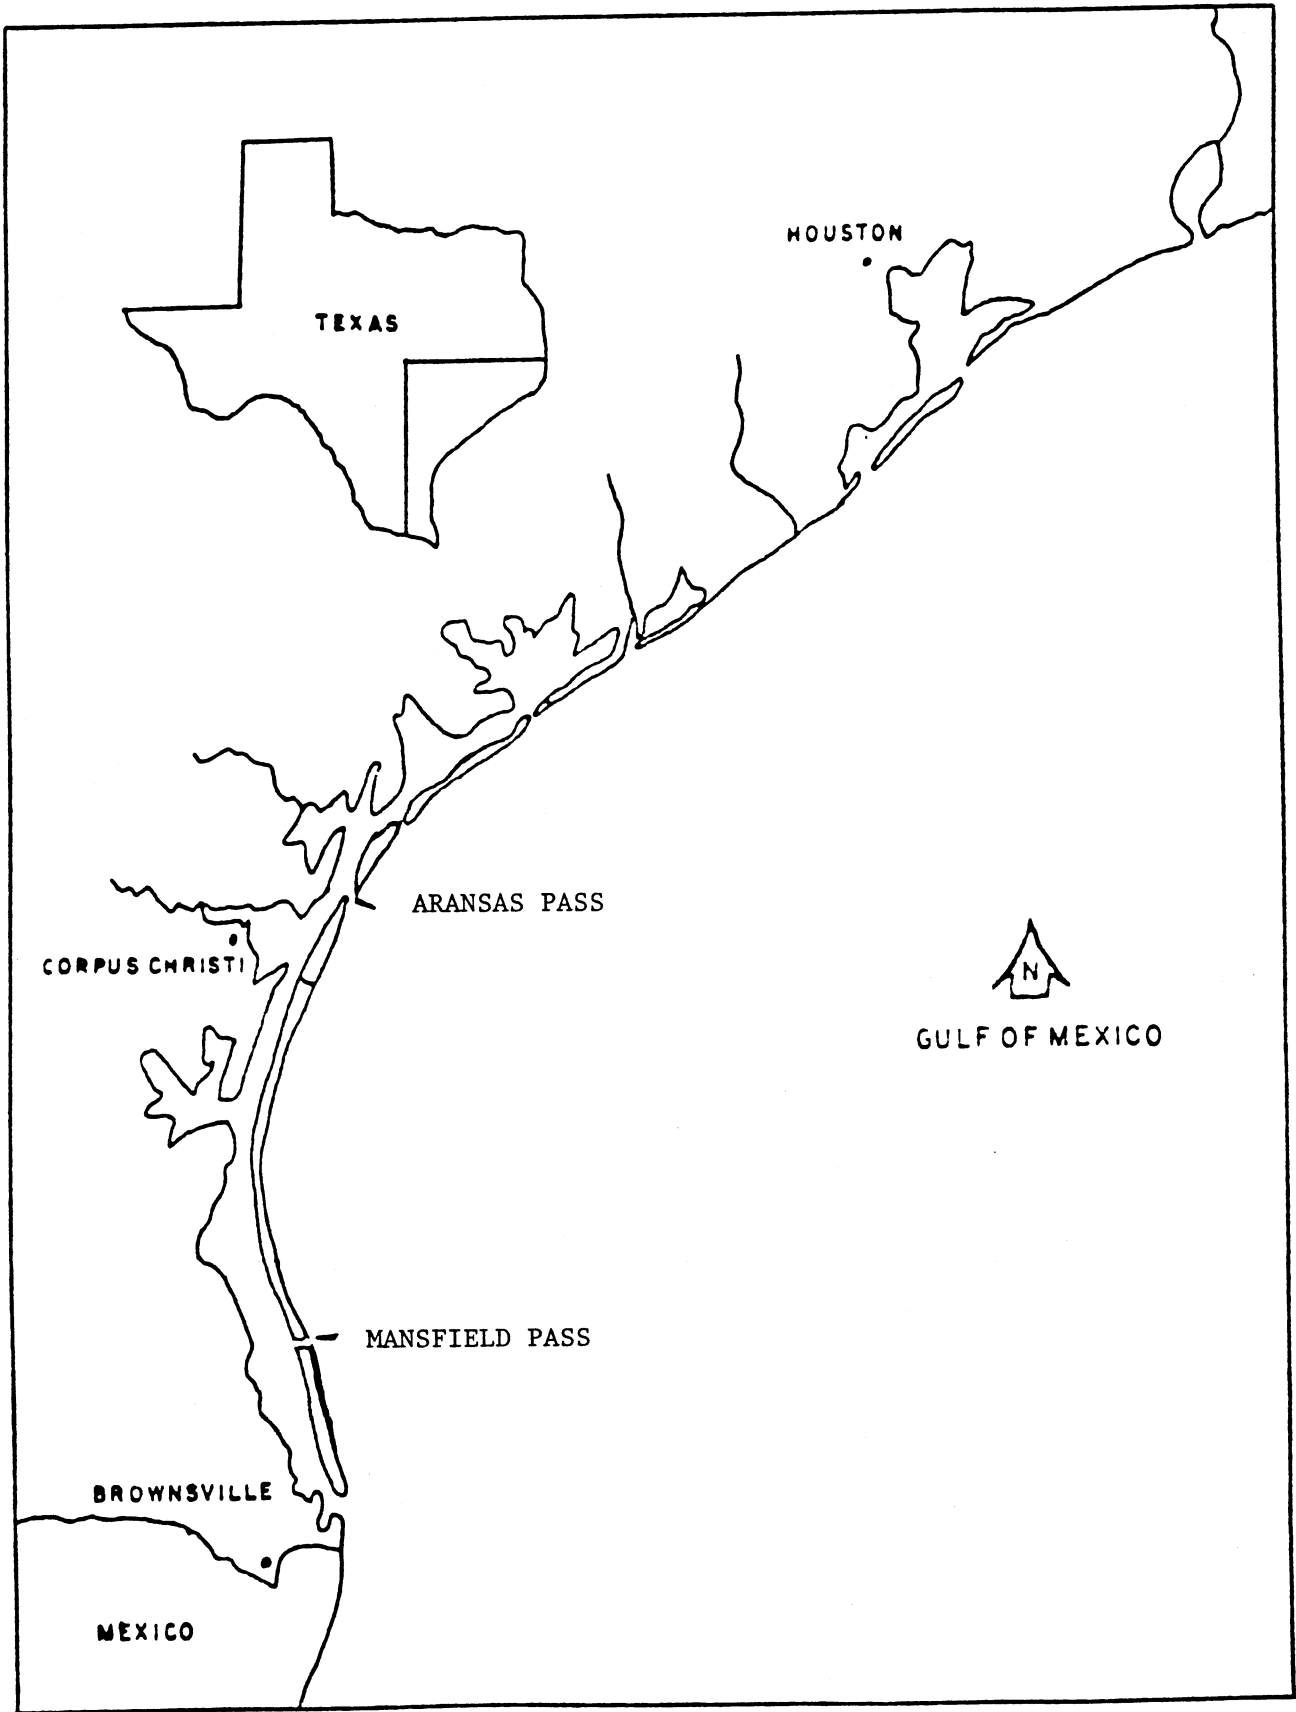 HOUSTON
TEXAS
ARANSAS PASS
CORPUS CHRISTI
N
GULF OF MEXICO
MANSFIELD PASS
BROWNSVILLE
MEXICO